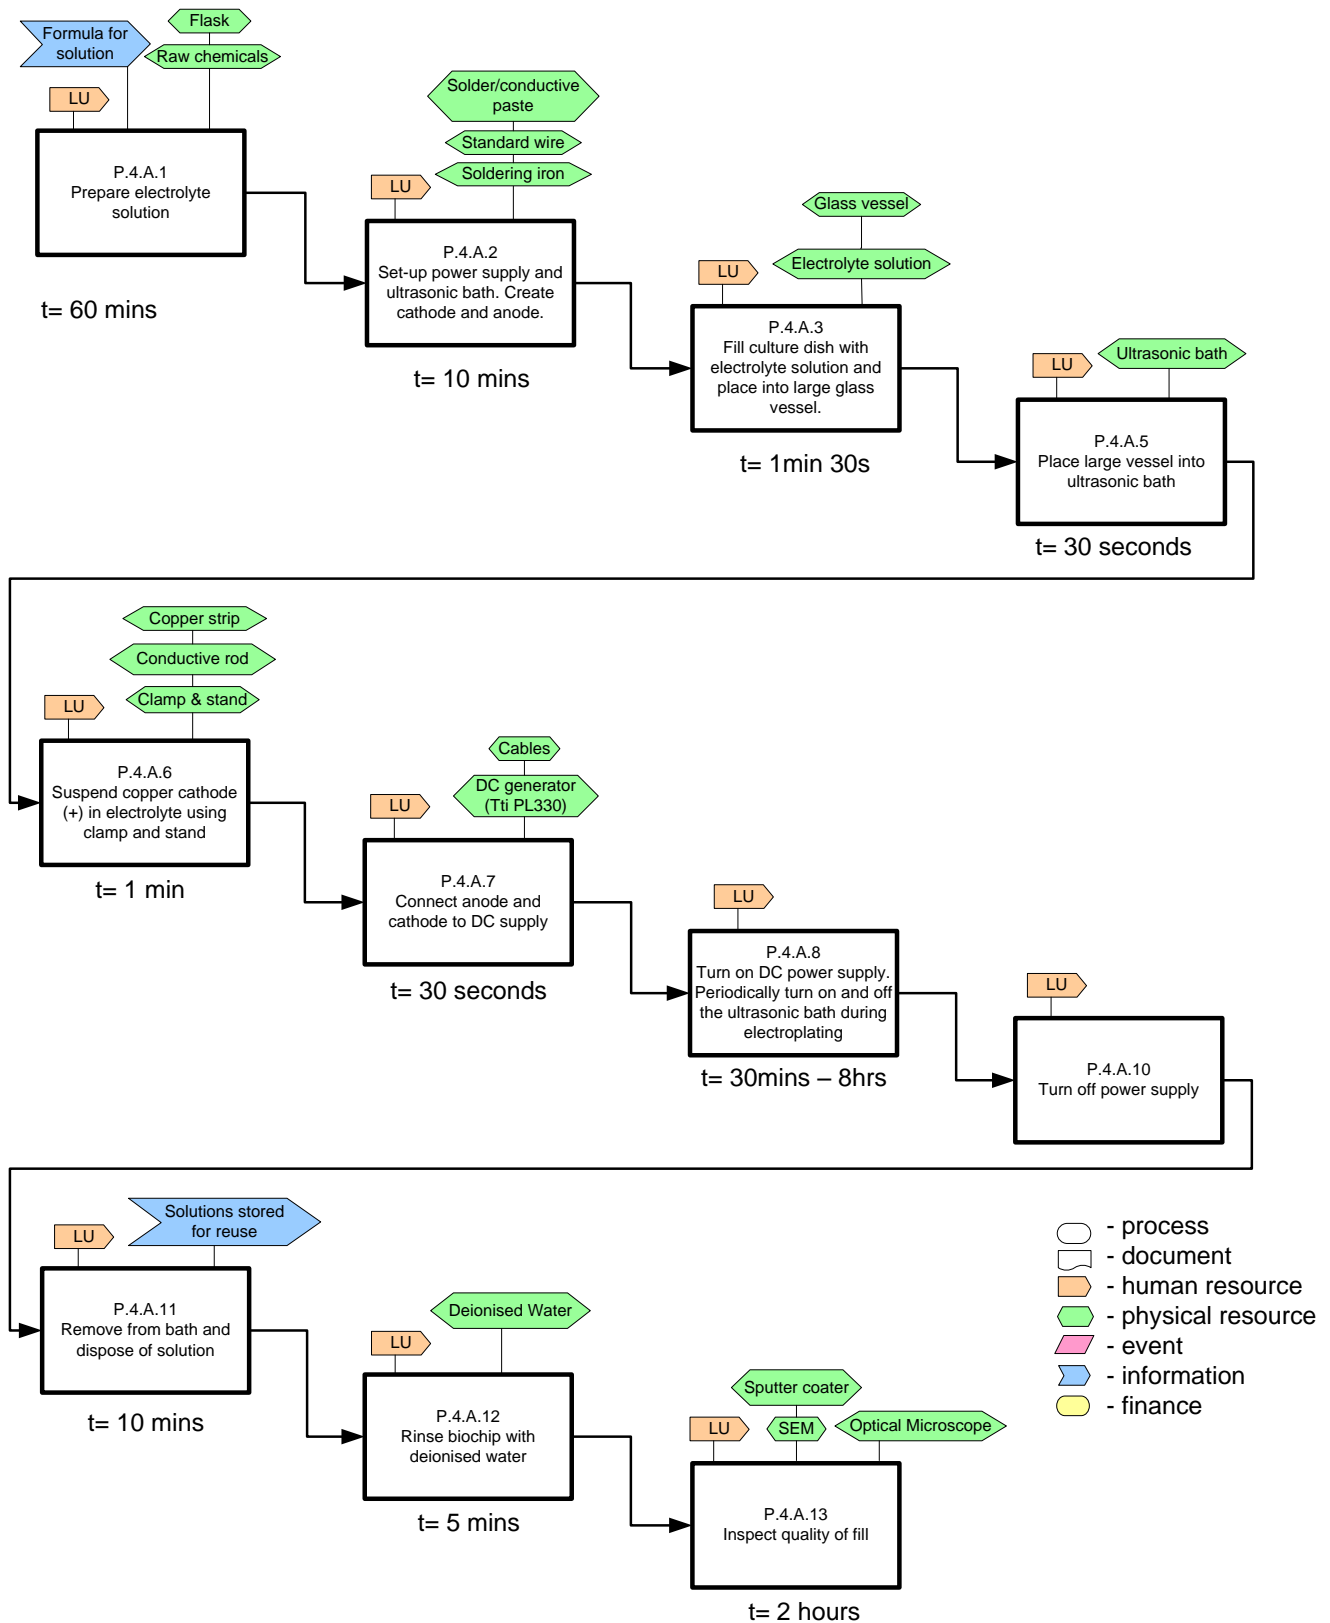 Formula for
solution
Flask
Raw chemicals
LU
P.4.A.1
Prepare electrolyte
solution
t= 60 mins
Solder/conductive
paste
Standard wire
Soldering iron
LU
P.4.A.2
Set-up power supply and
ultrasonic bath. Create
cathode and anode.
t= 10 mins
Glass vessel
Electrolyte solution
LU
P.4.A.3
Fill culture dish with
electrolyte solution and
place into large glass
vessel.
t= 1min 30s
Ultrasonic bath
LU
P.4.A.5
Place large vessel into
ultrasonic bath
t= 30 seconds
Copper strip
Conductive rod
Clamp & stand
LU
P.4.A.6
Suspend copper cathode
(+) in electrolyte using
clamp and stand
t= 1 min
Cables
DC generator
(Tti PL330)
LU
P.4.A.7
Connect anode and
cathode to DC supply
t= 30 seconds
LU
P.4.A.8
Turn on DC power supply.
Periodically turn on and off
the ultrasonic bath during
electroplating
t= 30mins – 8hrs
LU
P.4.A.10
Turn off power supply
Solutions stored
for reuse
LU
P.4.A.11
Remove from bath and
dispose of solution
t= 10 mins
Deionised Water
LU
P.4.A.12
Rinse biochip with
deionised water
t= 5 mins
Sputter coater
SEM
Optical Microscope
LU
P.4.A.13
Inspect quality of fill
t= 2 hours
- process
- document
- human resource
- physical resource
- event
- information
- finance